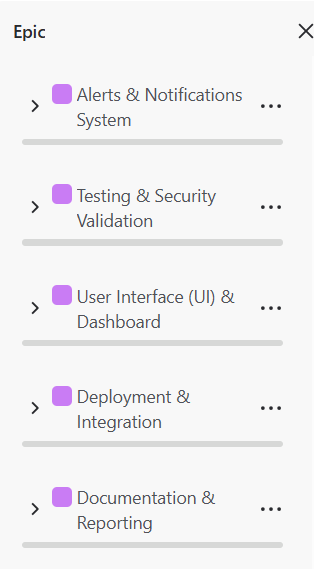 Epic
Alerts & Notifications
System
Testing & Security
Validation
User Interface (UI) &
Dashboard
Deployment &
Integration
Documentation &
Reporting